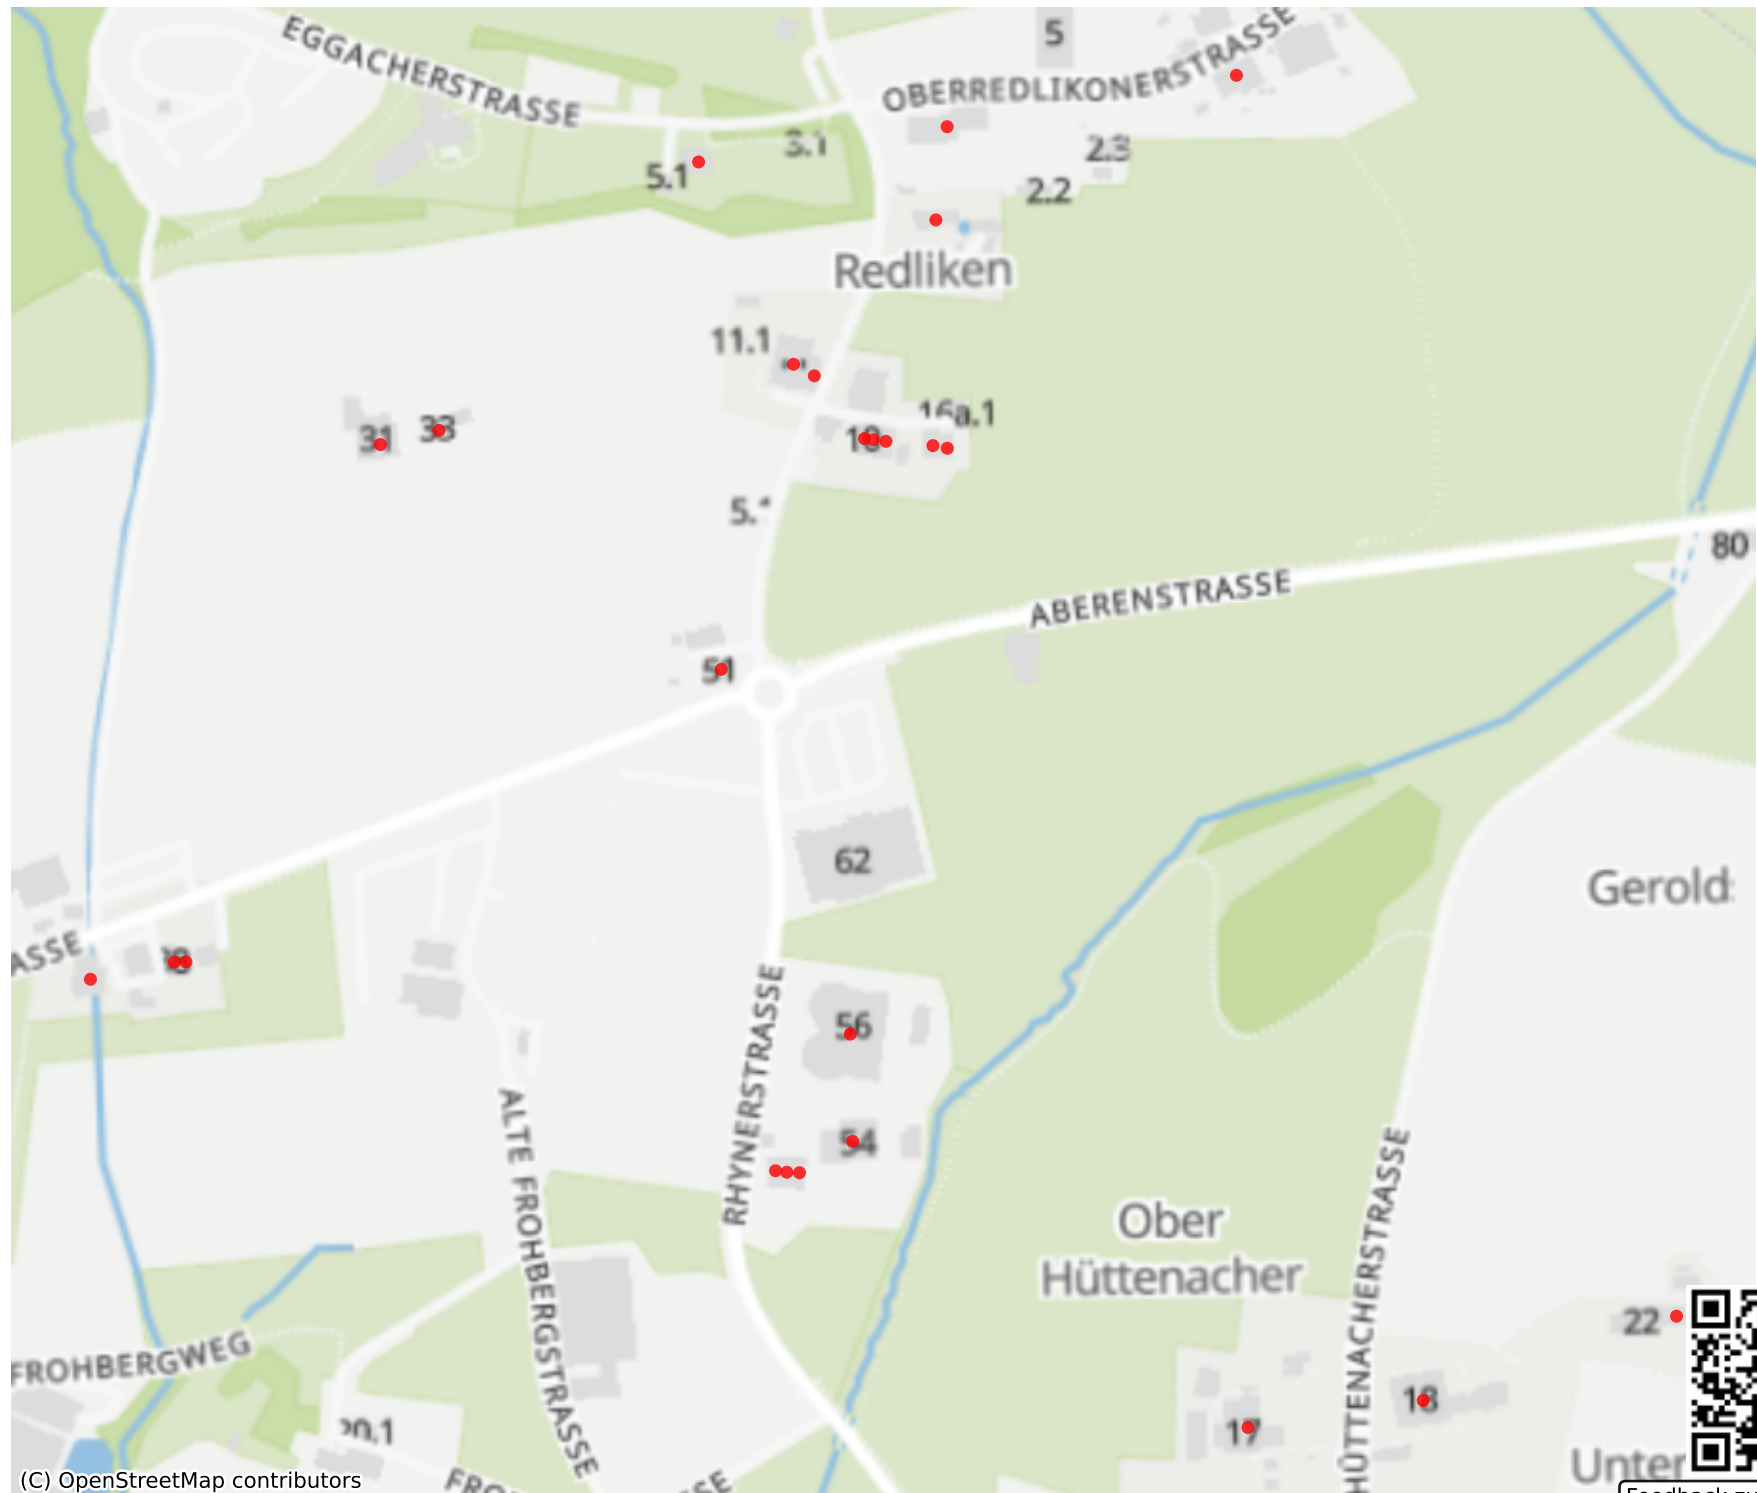 EGGACHERSTRASSE
5
OBERREDLIKONERSTRASSE
3.1
2.3
5.1
2.2
Redliken
11.1
16a.1
31
33
18
51
ABERENSTRASSE
80
62
Gerold
ASSE
56
RHYNERSTRASSE
54
ALTE FROHBERGSTRASSE
Ober
Hüttenacher
HÜTTENACHERSTRASSE
22
FROHBERGWEG
18
17
20.1
Unter
(C) OpenStreetMap contributors